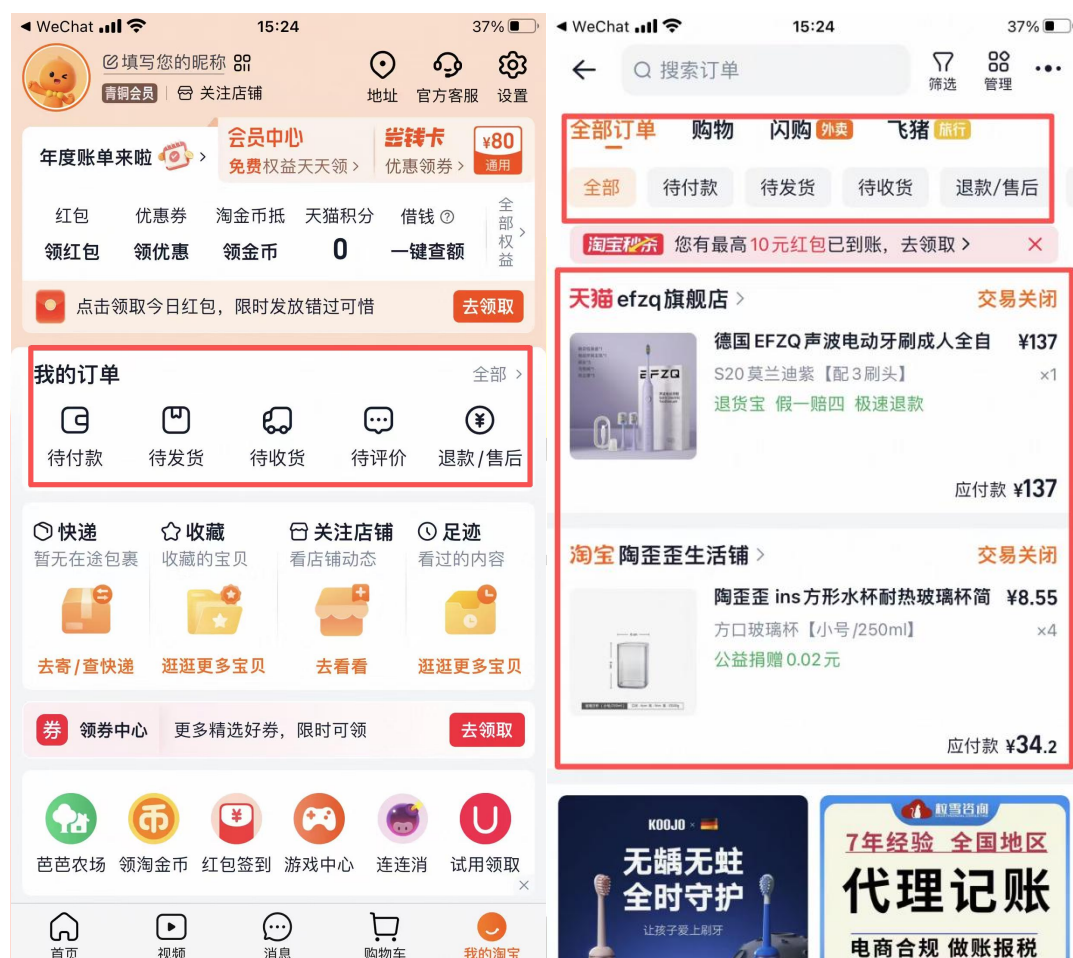 WeChat 15:24 37%
填写您的昵称
青铜会员 关注店铺
地址 官方客服 设置
年度账单来啦
会员中心
免费权益天天领
尝钱卡
优惠领券
¥80
通用
红包 优惠券 淘金币抵 天猫积分 借钱
领红包 领优惠 领金币 0 一键查额
全部权益
点击领取今日红包，限时发放错过可惜 去领取
我的订单 全部
待付款 待发货 待收货 待评价 退款/售后
快递 收藏 关注店铺 足迹
暂无在途包裹 收藏的宝贝 看店铺动态 看过的内容
去寄/查快递 逛逛更多宝贝 去看看 逛逛更多宝贝
券 领券中心 更多精选好券，限时可领 去领取
芭芭农场 领淘金币 红包签到 游戏中心 连连消 试用领取
首页 视频 消息 购物车 我的淘宝
WeChat 15:24 37%
搜索订单 筛选 管理
全部订单 购物 闪购 外卖 飞猪 旅行
全部 待付款 待发货 待收货 退款/售后
淘宝秒杀 您有最高10元红包已到账，去领取
天猫 efzq旗舰店 交易关闭
德国EFZQ声波电动牙刷成人全自 ¥137
S20莫兰迪紫【配3刷头】 ×1
退货宝 假一赔四 极速退款
EFZQ
应付款 ¥137
淘宝 陶歪歪生活铺 交易关闭
陶歪歪 ins方形水杯耐热玻璃杯简 ¥8.55
方口玻璃杯【小号/250ml】 ×4
公益捐赠0.02元
应付款 ¥34.2
KOOJO ×
无龋无蛀
全时守护
让孩子爱上刷牙
粒雪咨询
7年经验 全国地区
代理记账
电商合规 做账报税